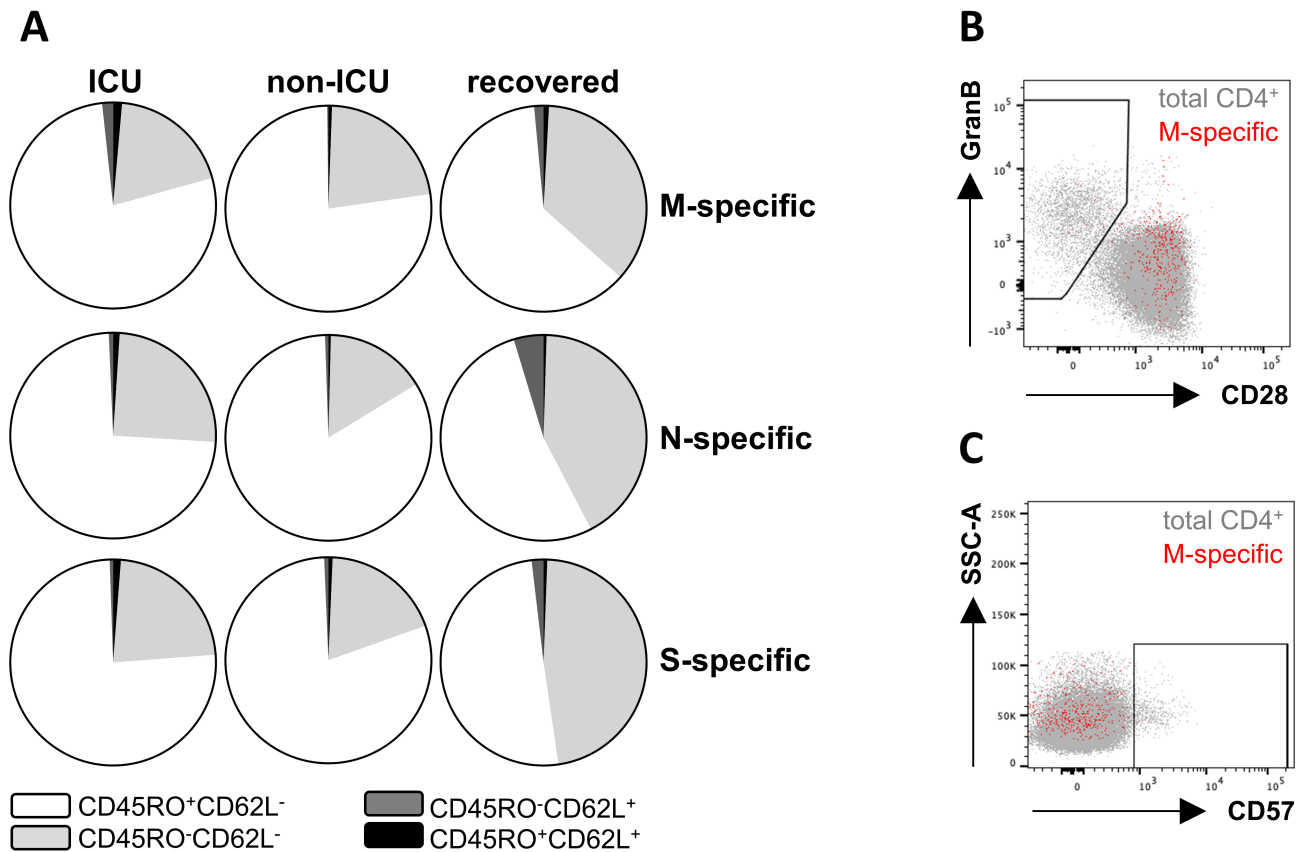 A
ICU non-ICU recovered
M-specific
N-specific
S-specific
CD45RO⁺CD62L⁻
CD45RO⁻CD62L⁻
CD45RO⁻CD62L⁺
CD45RO⁺CD62L⁺
B
GranB
total CD4⁺
M-specific
10⁵
10⁴
10³
0
-10³
0 10³ 10⁴ 10⁵
CD28
C
SSC-A
total CD4⁺
M-specific
250K
200K
150K
100K
50K
0
0 10³ 10⁴ 10⁵
CD57